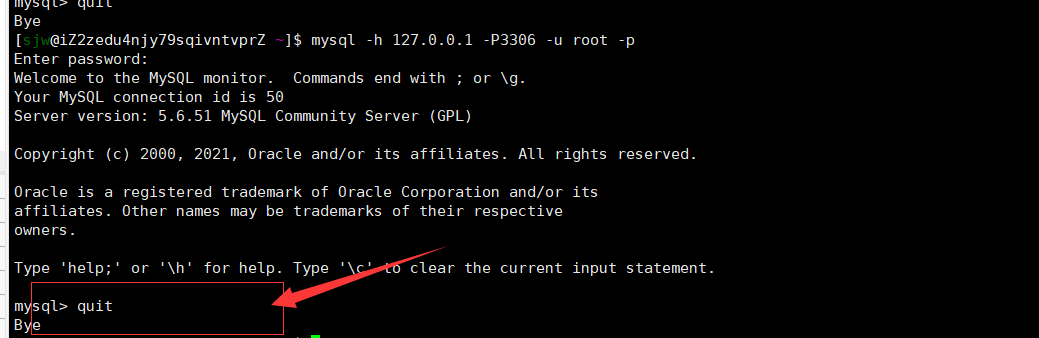 mysql> quit
Bye
[sjw@iZ2zedu4njy79sqivntvprZ ~]$ mysql -h 127.0.0.1 -P3306 -u root -p
Enter password:
Welcome to the MySQL monitor.  Commands end with ; or \g.
Your MySQL connection id is 50
Server version: 5.6.51 MySQL Community Server (GPL)
Copyright (c) 2000, 2021, Oracle and/or its affiliates. All rights reserved.
Oracle is a registered trademark of Oracle Corporation and/or its
affiliates. Other names may be trademarks of their respective
owners.
Type 'help;' or '\h' for help. Type '\c' to clear the current input statement.
mysql> quit
Bye